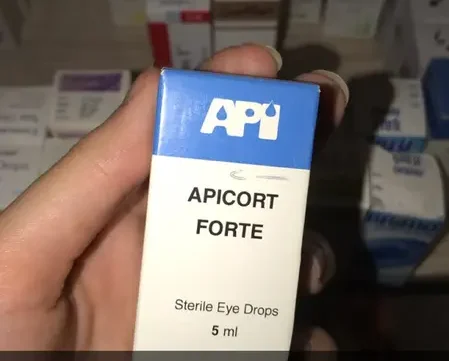 API
APICORT
FORTE
Sterile Eye Drops
5 ml